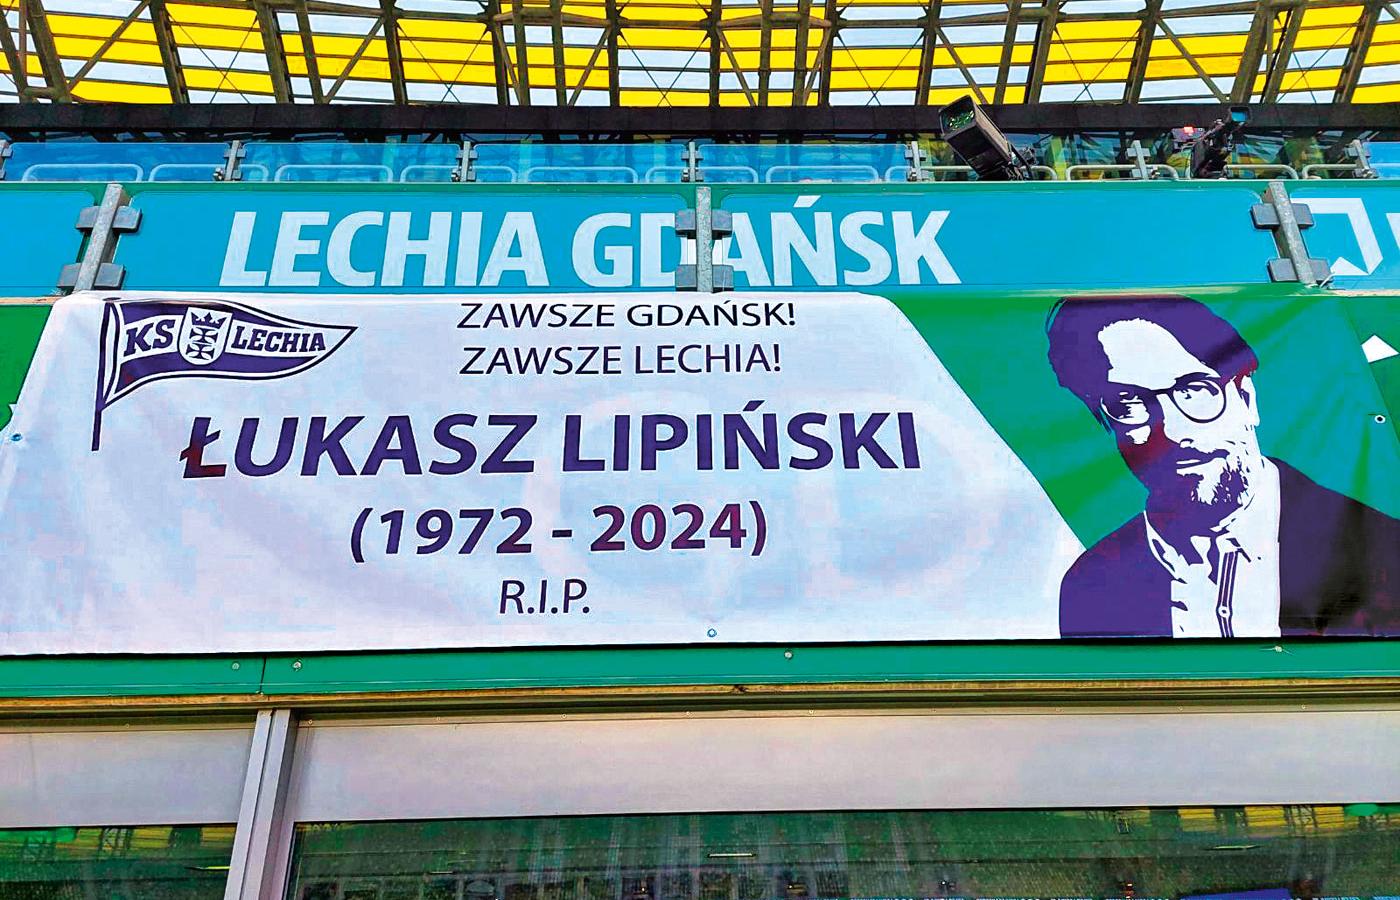 LECHIA GDAŃSK
KS LECHIA
ZAWSZE GDAŃSK!
ZAWSZE LECHIA!
ŁUKASZ LIPIŃSKI
(1972 - 2024)
R.I.P.